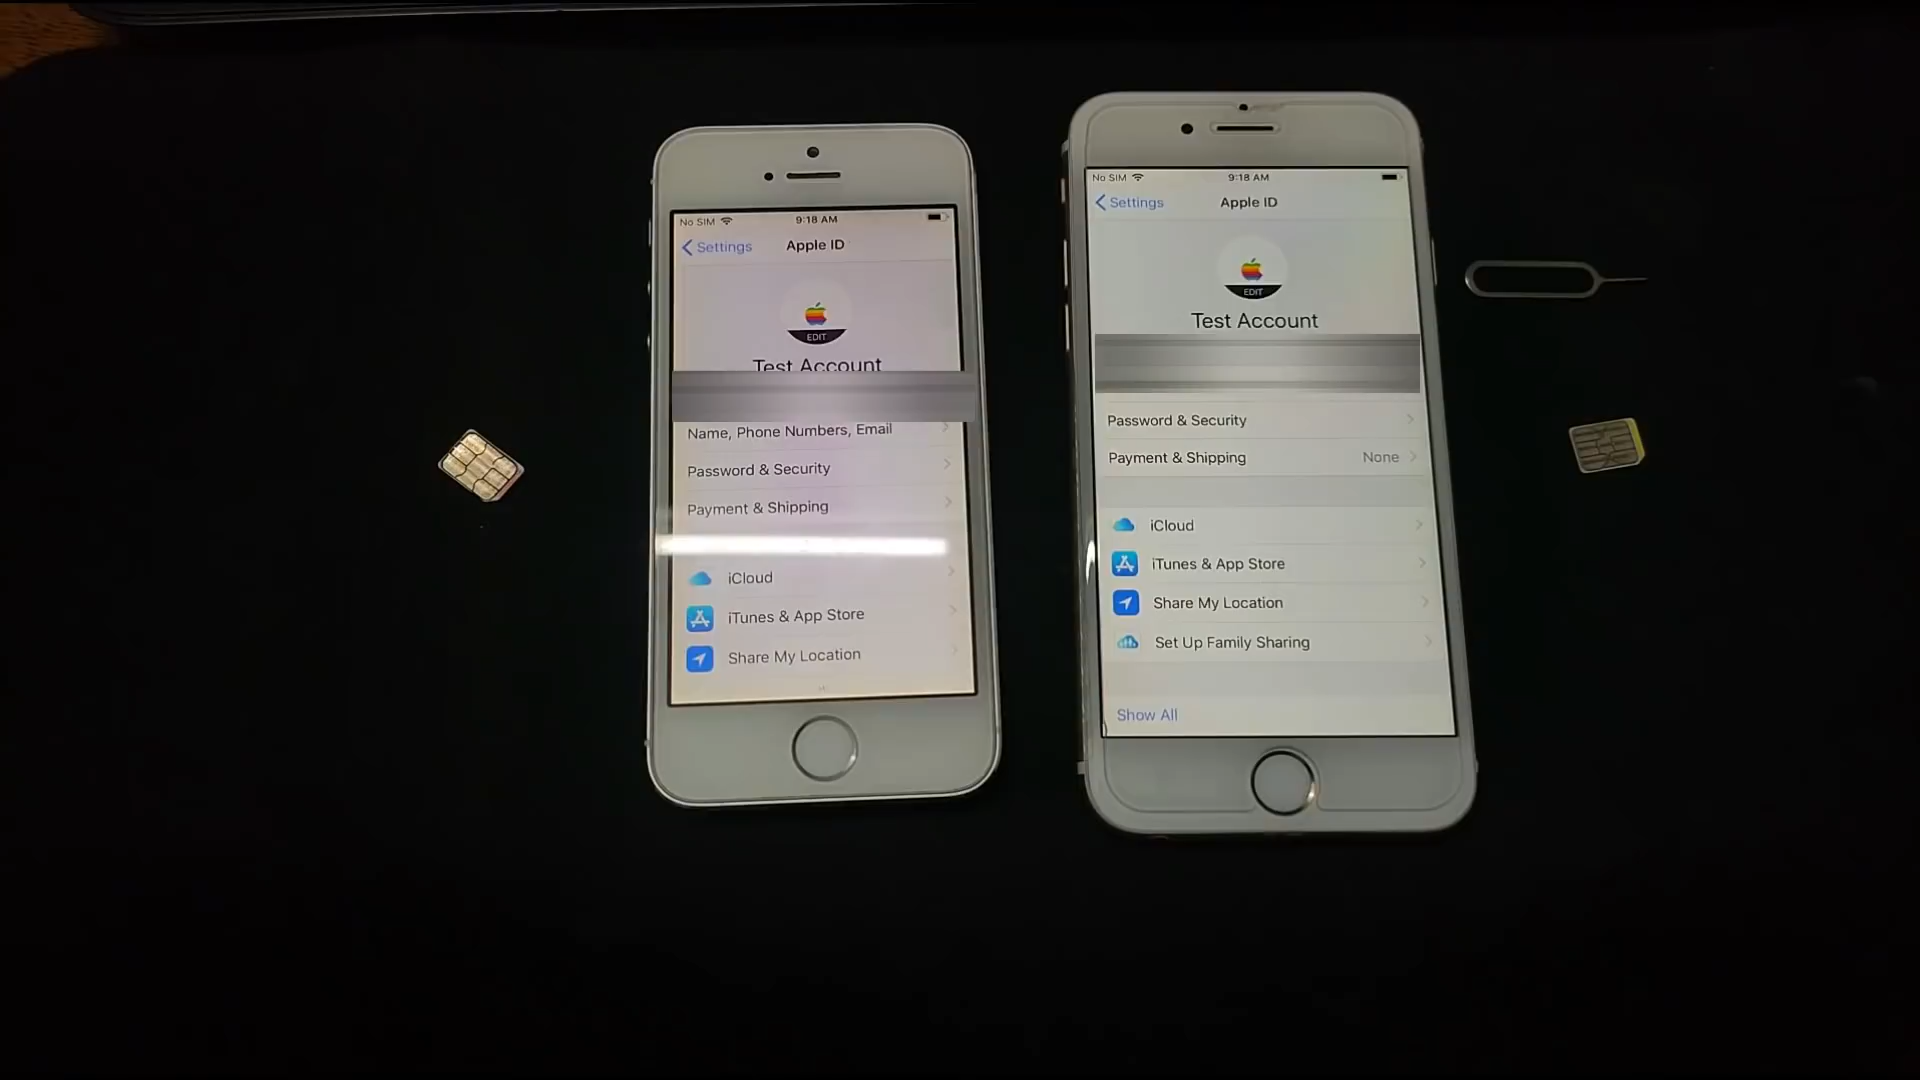 No SIM
9:18 AM
Settings
Apple ID
EDIT
Test Account
Name, Phone Numbers, Email
Password & Security
Payment & Shipping
iCloud
iTunes & App Store
Share My Location
No SIM
9:18 AM
Settings
Apple ID
EDIT
Test Account
Password & Security
Payment & Shipping
None
iCloud
iTunes & App Store
Share My Location
Set Up Family Sharing
Show All